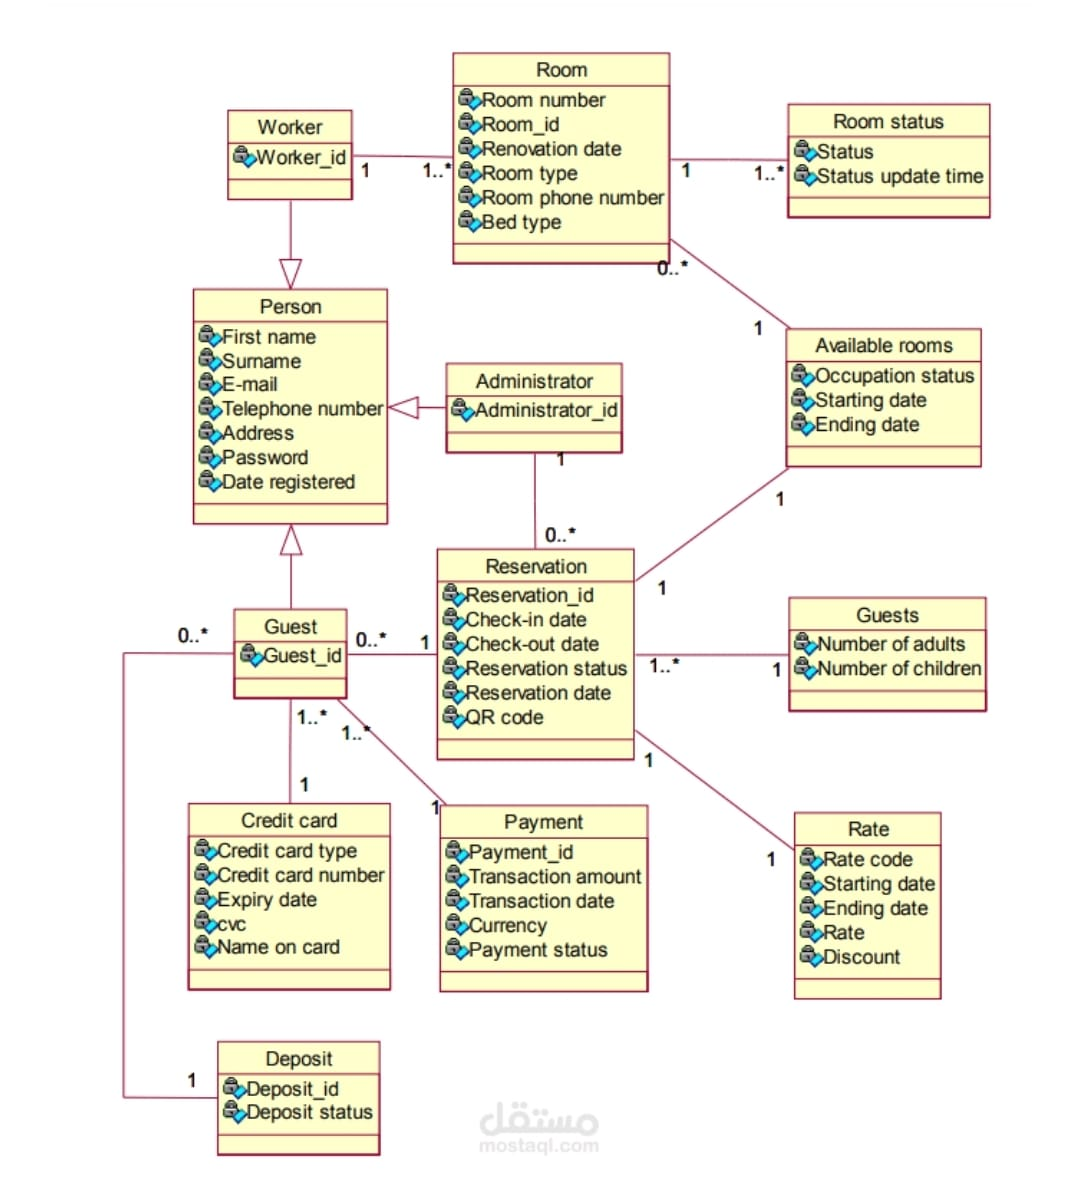 Room
Room number
Room_id
Renovation date
Room type
Room phone number
Bed type
Worker
Worker_id
1
1..*
Room status
Status
Status update time
1
1..*
0..*
1
Person
First name
Surname
E-mail
Telephone number
Address
Password
Date registered
Administrator
Administrator_id
1
0..*
Available rooms
Occupation status
Starting date
Ending date
1
1
Reservation
Reservation_id
Check-in date
Check-out date
Reservation status
Reservation date
QR code
Guest
Guest_id
0..*
0..*
1
1..*
1
Guests
Number of adults
Number of children
1..*
1..*
1
1
1
1
Credit card
Credit card type
Credit card number
Expiry date
cvc
Name on card
Payment
Payment_id
Transaction amount
Transaction date
Currency
Payment status
Rate
Rate code
Starting date
Ending date
Rate
Discount
Deposit
Deposit_id
Deposit status
1
مستقل
mostaql.com